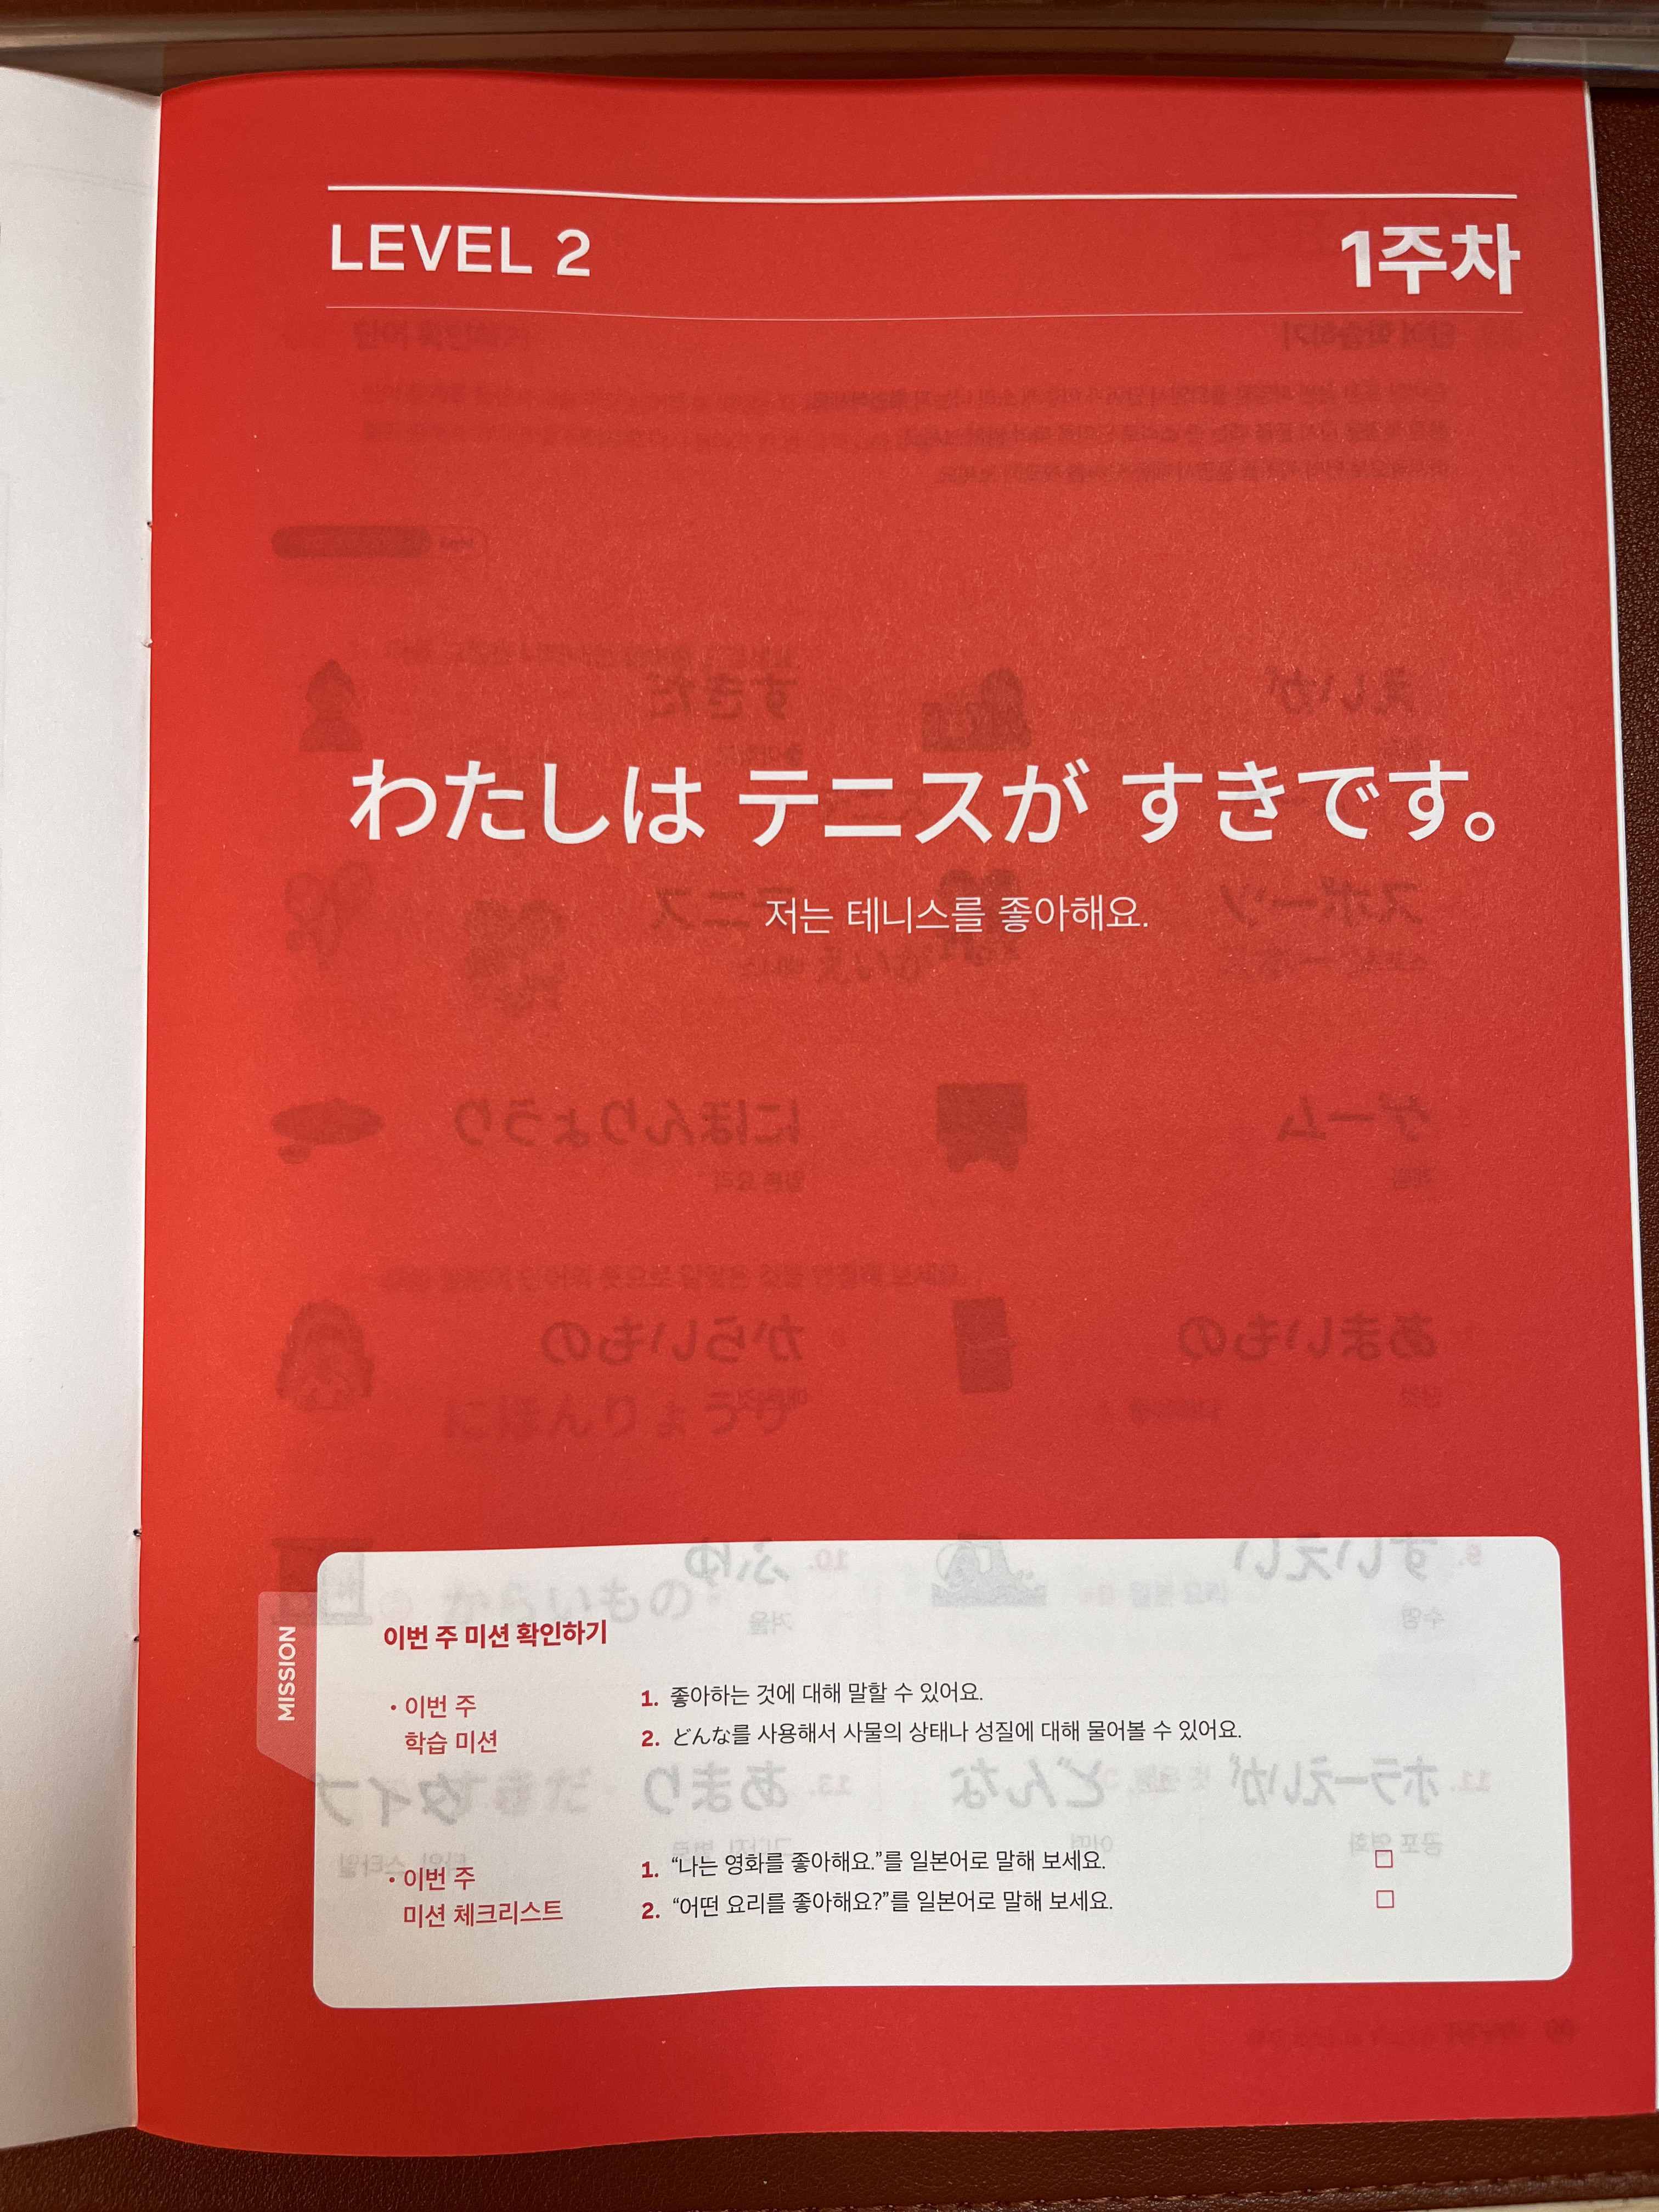 LEVEL 2
1주차
わたしは テニスが すきです。
저는 테니스를 좋아해요.
MISSION
이번 주 미션 확인하기
• 이번 주
학습 미션
1. 좋아하는 것에 대해 말할 수 있어요.
2. どんな를 사용해서 사물의 상태나 성질에 대해 물어볼 수 있어요.
• 이번 주
미션 체크리스트
1. “나는 영화를 좋아해요.”를 일본어로 말해 보세요.
2. “어떤 요리를 좋아해요?”를 일본어로 말해 보세요.